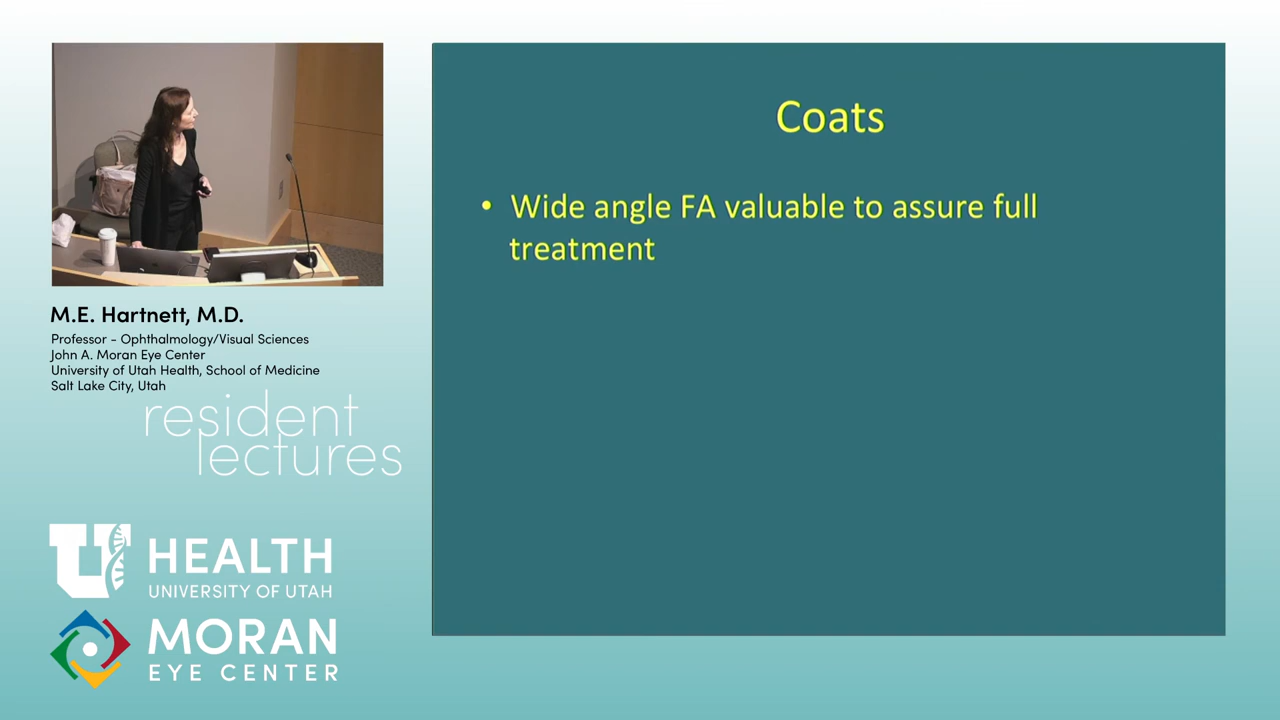 M.E. Hartnett, M.D.
Professor - Ophthalmology/Visual Sciences
John A. Moran Eye Center
University of Utah Health, School of Medicine
Salt Lake City, Utah
resident
lectures
U HEALTH
UNIVERSITY OF UTAH
MORAN
EYE CENTER
Coats
• Wide angle FA valuable to assure full
treatment